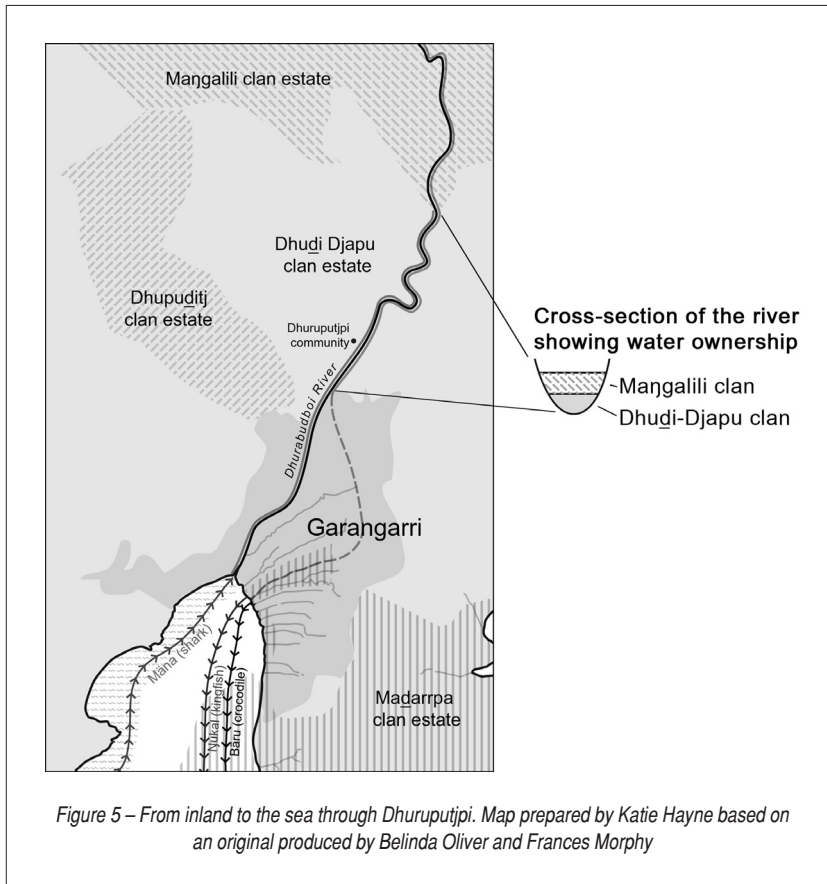 Maŋgalili clan estate
Dhuḏi Djapu
clan estate
Dhupuḏitj
clan estate
Dhuruputjpi
community
Dhurabudboi River
Cross-section of the river
showing water ownership
Maŋgalili clan
Dhuḏi-Djapu clan
Garangarri
Mäna (shark)
Ŋukal (kingfish)
Bäru (crocodile)
Maḏarrpa
clan estate
Figure 5 – From inland to the sea through Dhuruputjpi. Map prepared by Katie Hayne based on
an original produced by Belinda Oliver and Frances Morphy